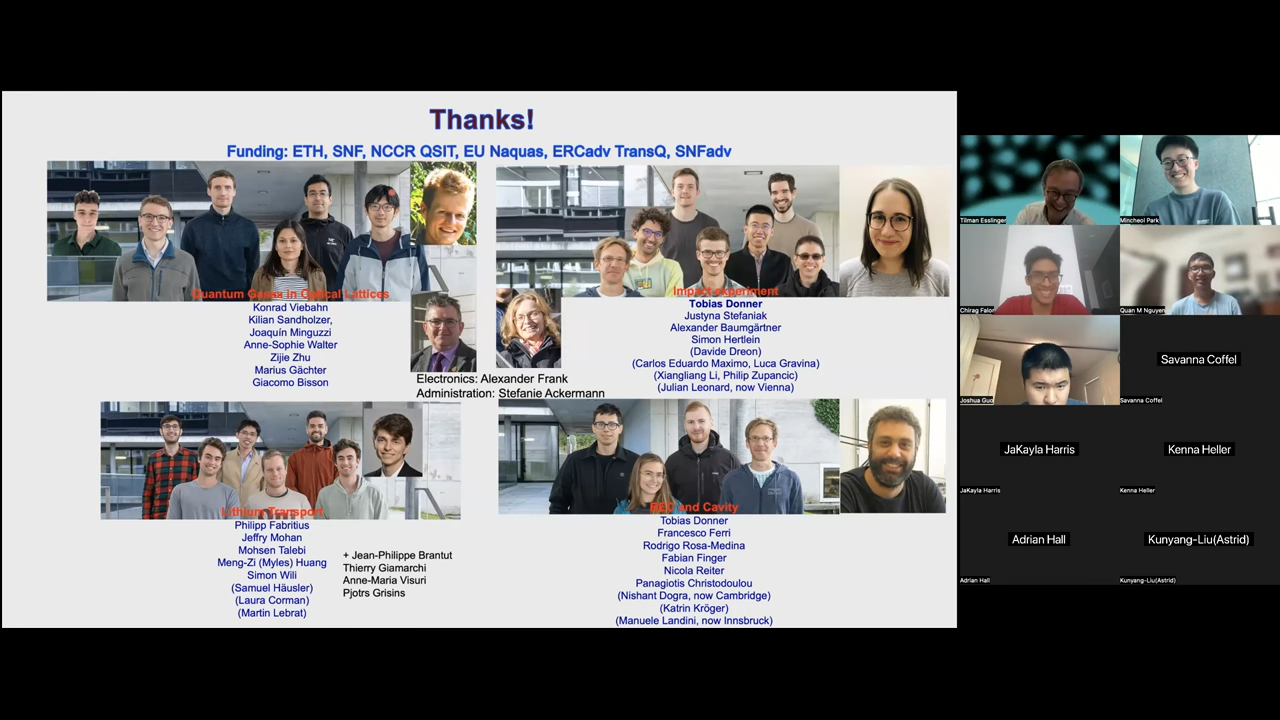 Thanks!
Funding: ETH, SNF, NCCR QSIT, EU Naquas, ERCadv TransQ, SNFadv
Quantum Gases in Optical Lattices
Konrad Viebahn
Kilian Sandholzer,
Joaquín Minguzzi
Anne-Sophie Walter
Zijie Zhu
Marius Gächter
Giacomo Bisson
Impact experiment
Tobias Donner
Justyna Stefaniak
Alexander Baumgärtner
Simon Hertlein
(Davide Dreon)
(Carlos Eduardo Maximo, Luca Gravina)
(Xiangliang Li, Philip Zupancic)
(Julian Leonard, now Vienna)
Electronics: Alexander Frank
Administration: Stefanie Ackermann
Lithium Transport
Philipp Fabritius
Jeffry Mohan
Mohsen Talebi
Meng-Zi (Myles) Huang
Simon Wili
(Samuel Häusler)
(Laura Corman)
(Martin Lebrat)
+ Jean-Philippe Brantut
Thierry Giamarchi
Anne-Maria Visuri
Pjotrs Grisins
BEC and Cavity
Tobias Donner
Francesco Ferri
Rodrigo Rosa-Medina
Fabian Finger
Nicola Reiter
Panagiotis Christodoulou
(Nishant Dogra, now Cambridge)
(Katrin Kröger)
(Manuele Landini, now Innsbruck)
Tilman Esslinger
Mincheol Park
Chirag Falor
Quan M Nguyen
Joshua Guo
Savanna Coffel
Savanna Coffel
JaKayla Harris
JaKayla Harris
Kenna Heller
Kenna Heller
Adrian Hall
Adrian Hall
Kunyang-Liu(Astrid)
Kunyang-Liu(Astrid)